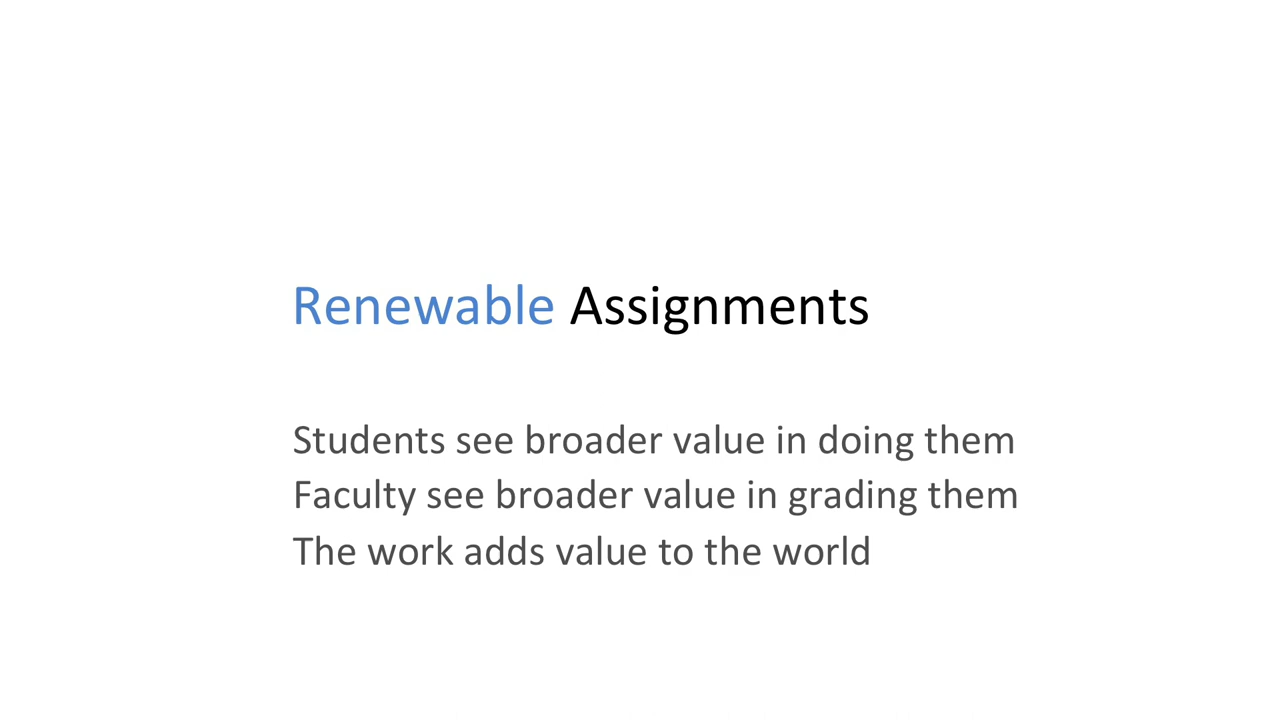 Renewable Assignments
Students see broader value in doing them
Faculty see broader value in grading them
The work adds value to the world